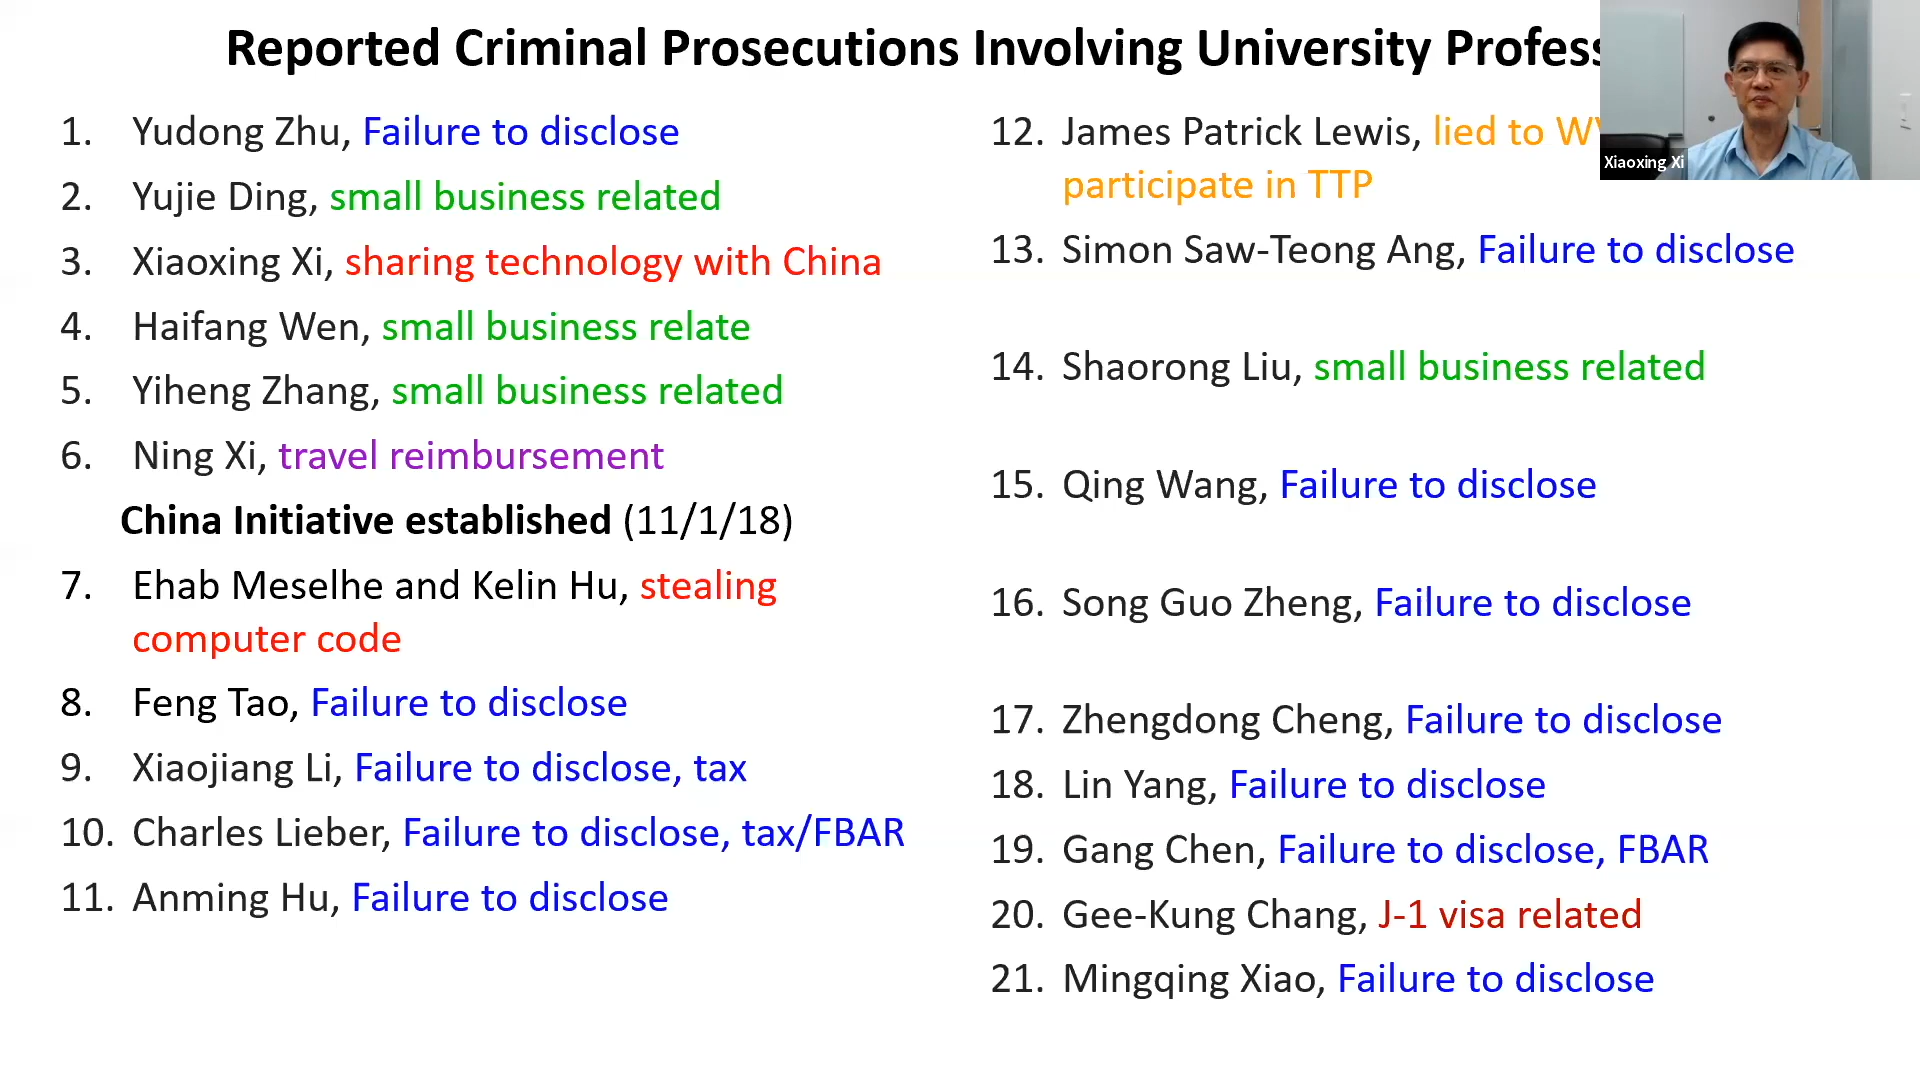 Reported Criminal Prosecutions Involving University
1. Yudong Zhu, Failure to disclose
2. Yujie Ding, small business related
3. Xiaoxing Xi, sharing technology with China
4. Haifang Wen, small business relate
5. Yiheng Zhang, small business related
6. Ning Xi, travel reimbursement
China Initiative established (11/1/18)
7. Ehab Meselhe and Kelin Hu, stealing
computer code
8. Feng Tao, Failure to disclose
9. Xiaojiang Li, Failure to disclose, tax
10. Charles Lieber, Failure to disclose, tax/FBAR
11. Anming Hu, Failure to disclose
12. James Patrick Lewis, lied to
participate in TTP
13. Simon Saw-Teong Ang, Failure to disclose
14. Shaorong Liu, small business related
15. Qing Wang, Failure to disclose
16. Song Guo Zheng, Failure to disclose
17. Zhengdong Cheng, Failure to disclose
18. Lin Yang, Failure to disclose
19. Gang Chen, Failure to disclose, FBAR
20. Gee-Kung Chang, J-1 visa related
21. Mingqing Xiao, Failure to disclose
Xiaoxing Xi